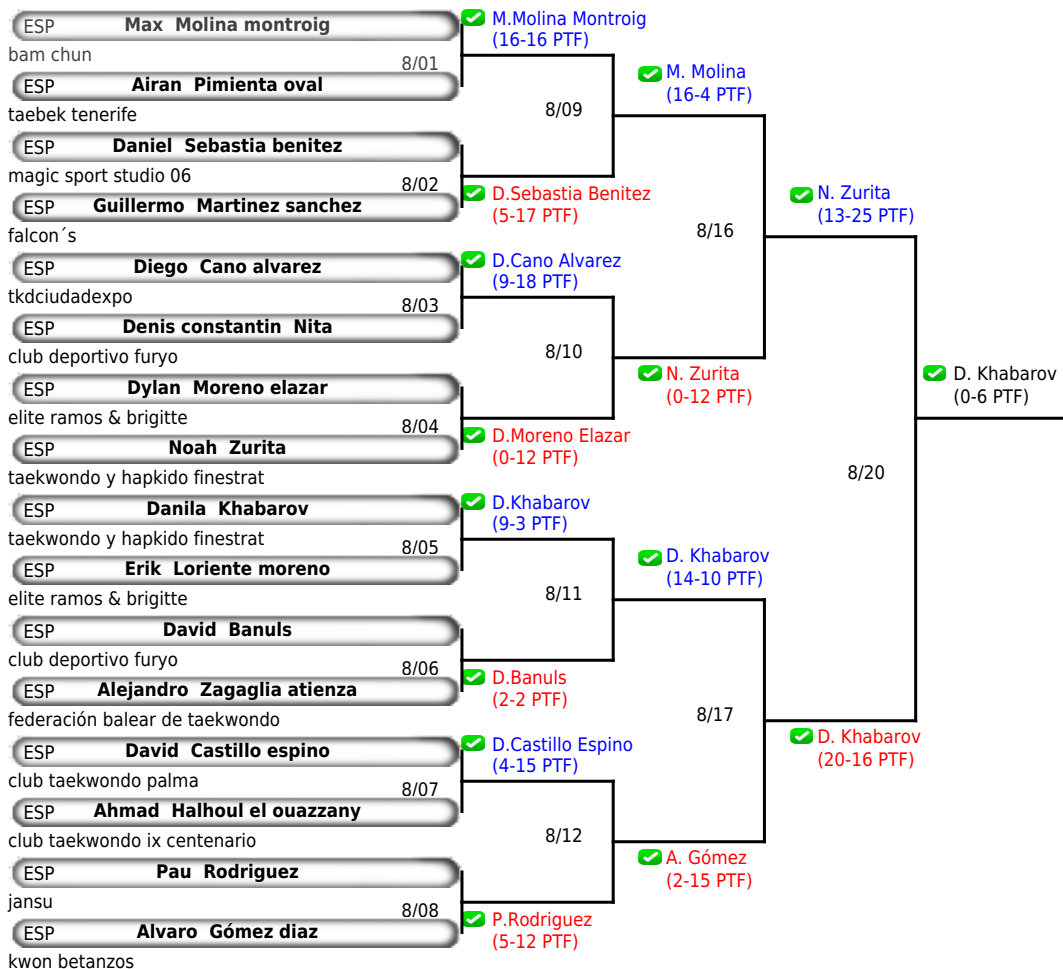 ESP Max Molina montroig
bam chun
8/01
ESP Airan Pimienta oval
taebek tenerife
ESP Daniel Sebastia benitez
magic sport studio 06
8/02
ESP Guillermo Martinez sanchez
falcon´s
ESP Diego Cano alvarez
tkdciudadexpo
8/03
ESP Denis constantin Nita
club deportivo furyo
ESP Dylan Moreno elazar
elite ramos & brigitte
8/04
ESP Noah Zurita
taekwondo y hapkido finestrat
ESP Danila Khabarov
taekwondo y hapkido finestrat
8/05
ESP Erik Loriente moreno
elite ramos & brigitte
ESP David Banuls
club deportivo furyo
8/06
ESP Alejandro Zagaglia atienza
federación balear de taekwondo
ESP David Castillo espino
club taekwondo palma
8/07
ESP Ahmad Halhoul el ouazzany
club taekwondo ix centenario
ESP Pau Rodriguez
jansu
8/08
ESP Alvaro Gómez diaz
kwon betanzos
M.Molina Montroig
(16-16 PTF)
8/09
D.Sebastia Benitez
(5-17 PTF)
D.Cano Alvarez
(9-18 PTF)
8/10
D.Moreno Elazar
(0-12 PTF)
D.Khabarov
(9-3 PTF)
8/11
D.Banuls
(2-2 PTF)
D.Castillo Espino
(4-15 PTF)
8/12
P.Rodriguez
(5-12 PTF)
M. Molina
(16-4 PTF)
8/16
N. Zurita
(0-12 PTF)
D. Khabarov
(14-10 PTF)
8/17
A. Gómez
(2-15 PTF)
N. Zurita
(13-25 PTF)
8/20
D. Khabarov
(20-16 PTF)
D. Khabarov
(0-6 PTF)